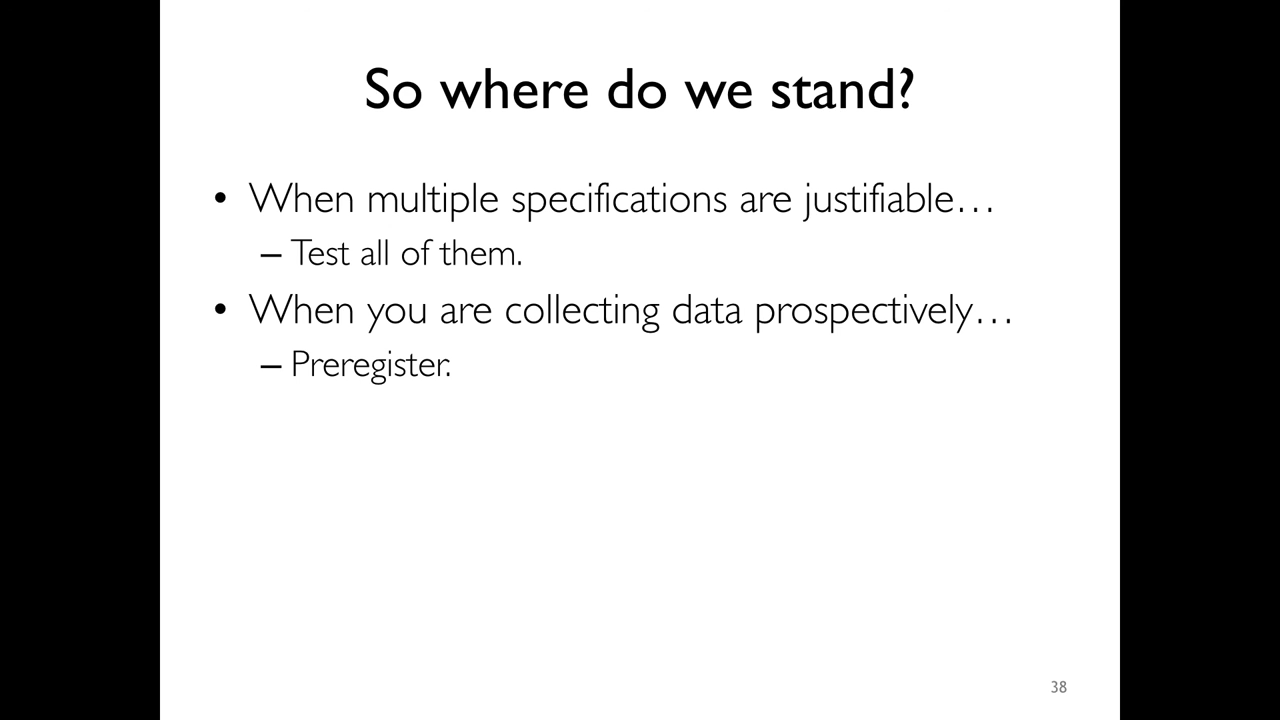 So where do we stand?
• When multiple specifications are justifiable…
– Test all of them.
• When you are collecting data prospectively…
– Preregister.
38